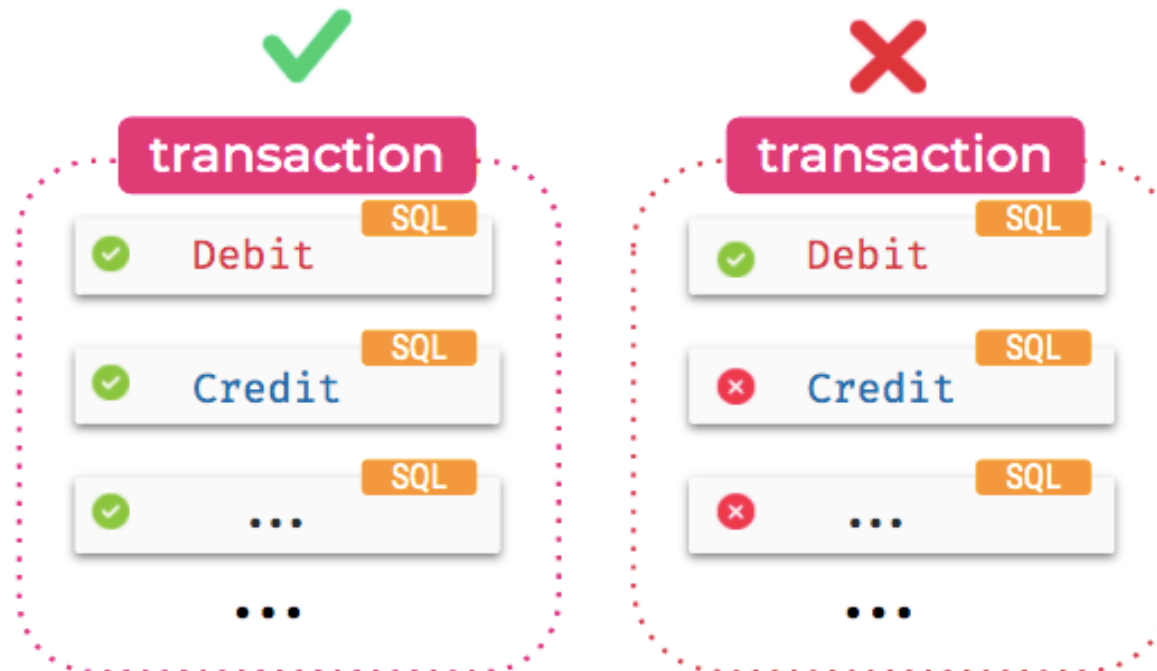 transaction
SQL
Debit
SQL
Credit
SQL
...
...
transaction
SQL
Debit
SQL
Credit
SQL
...
...